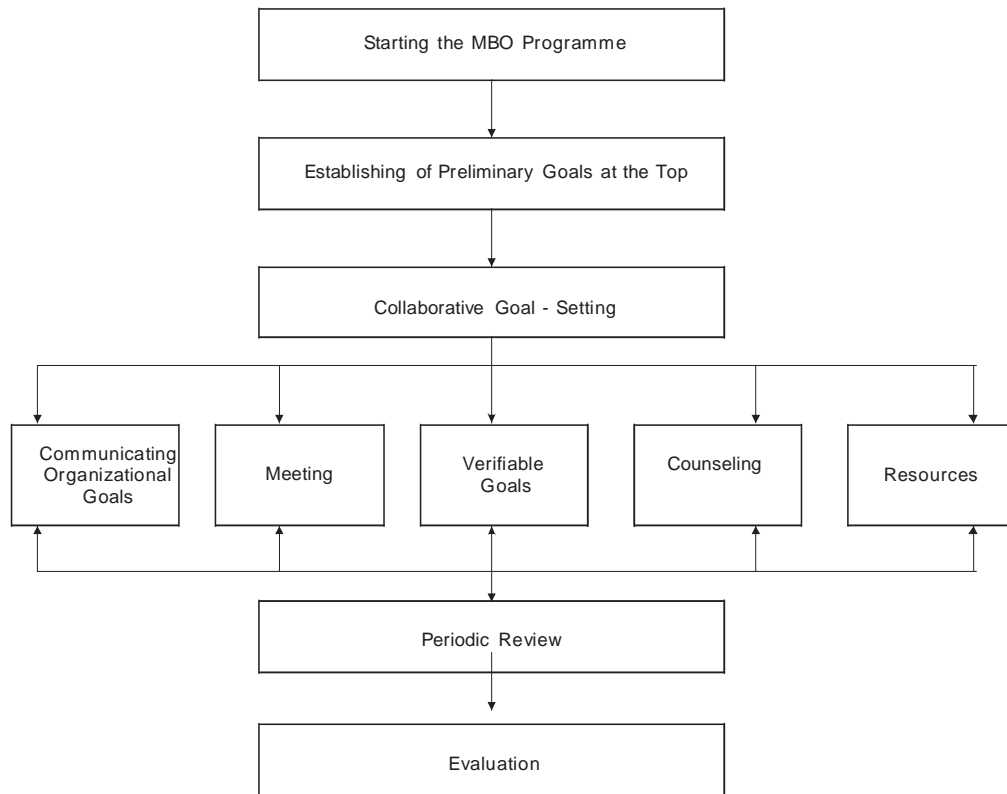 Starting the MBO Programme
Establishing of Preliminary Goals at the Top
Collaborative Goal - Setting
Communicating
Organizational
Goals
Meeting
Verifiable
Goals
Counseling
Resources
Periodic Review
Evaluation